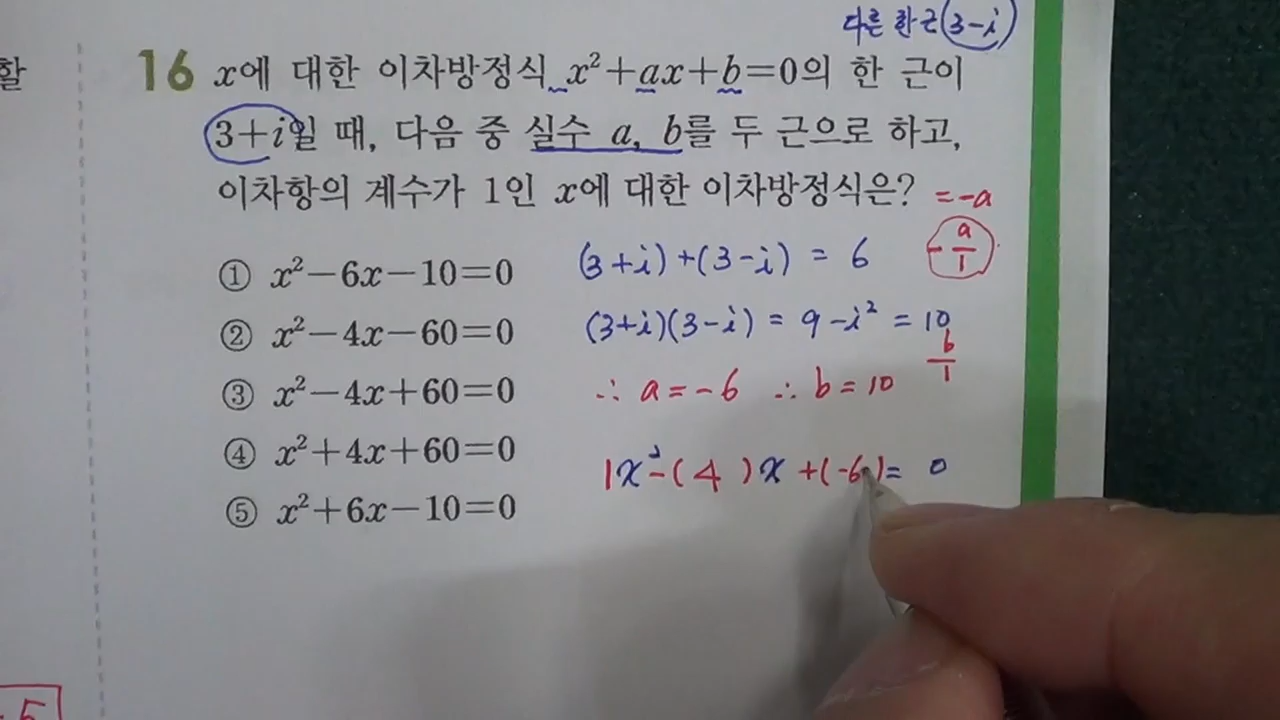 다른 한 근 3-i
할
16 x에 대한 이차방정식 x²+ax+b=0의 한 근이
3+i일 때, 다음 중 실수 a, b를 두 근으로 하고,
이차항의 계수가 1인 x에 대한 이차방정식은?
= -a
① x²-6x-10=0
(3+i)+(3-i) = 6
- a/1
② x²-4x-60=0
(3+i)(3-i) = 9-i² = 10
b/1
③ x²-4x+60=0
∴ a=-6 ∴ b=10
④ x²+4x+60=0
1x²-(4)x+(-60)=0
⑤ x²+6x-10=0